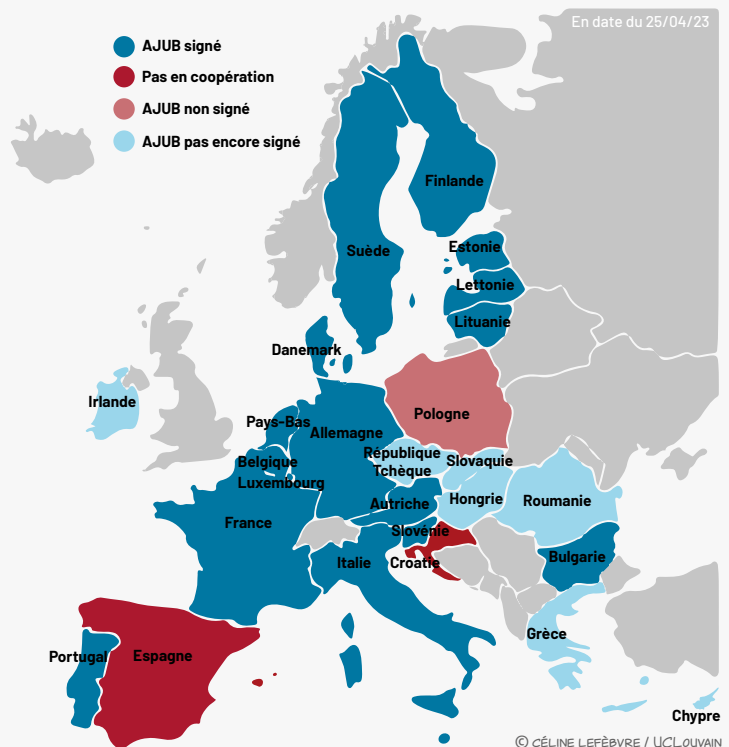 En date du 25/04/23
AJUB signé
Pas en coopération
AJUB non signé
AJUB pas encore signé
Finlande
Suède
Estonie
Lettonie
Lituanie
Danemark
Irlande
Pologne
Pays-Bas
Allemagne
République
Tchèque
Slovaquie
Belgique
Luxembourg
Hongrie
Roumanie
Autriche
France
Slovénie
Bulgarie
Italie
Croatie
Grèce
Portugal
Espagne
Chypre
© CÉLINE LEFÈBVRE / UCLOUVAIN